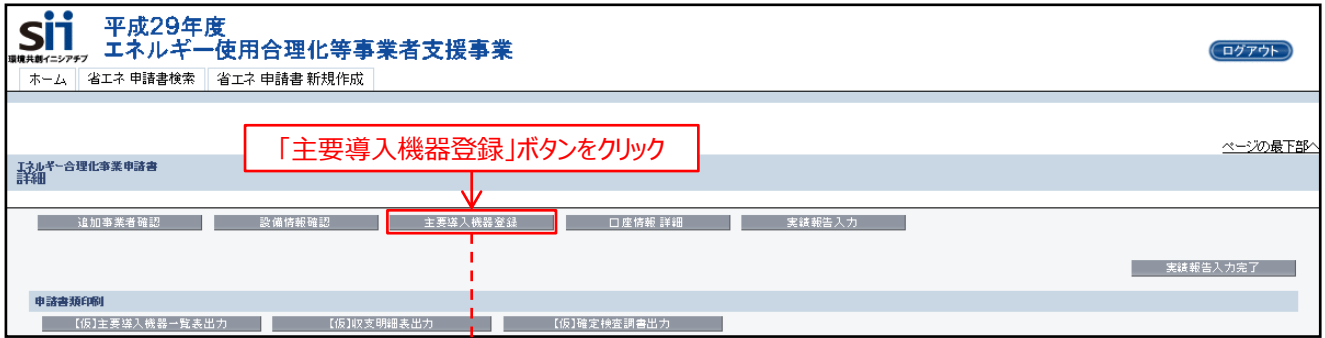 sii
環境共創イニシアチブ
平成29年度
エネルギー使用合理化等事業者支援事業
ログアウト
ホーム 省エネ 申請書検索 省エネ 申請書 新規作成
「主要導入機器登録」ボタンをクリック
ページの最下部へ
エネルギー合理化事業申請書
詳細
追加事業者確認 設備情報確認 主要導入機器登録 口座情報 詳細 実績報告入力
実績報告入力完了
申請書類印刷
【仮】主要導入機器一覧表出力 【仮】収支明細表出力 【仮】確定検査調書出力